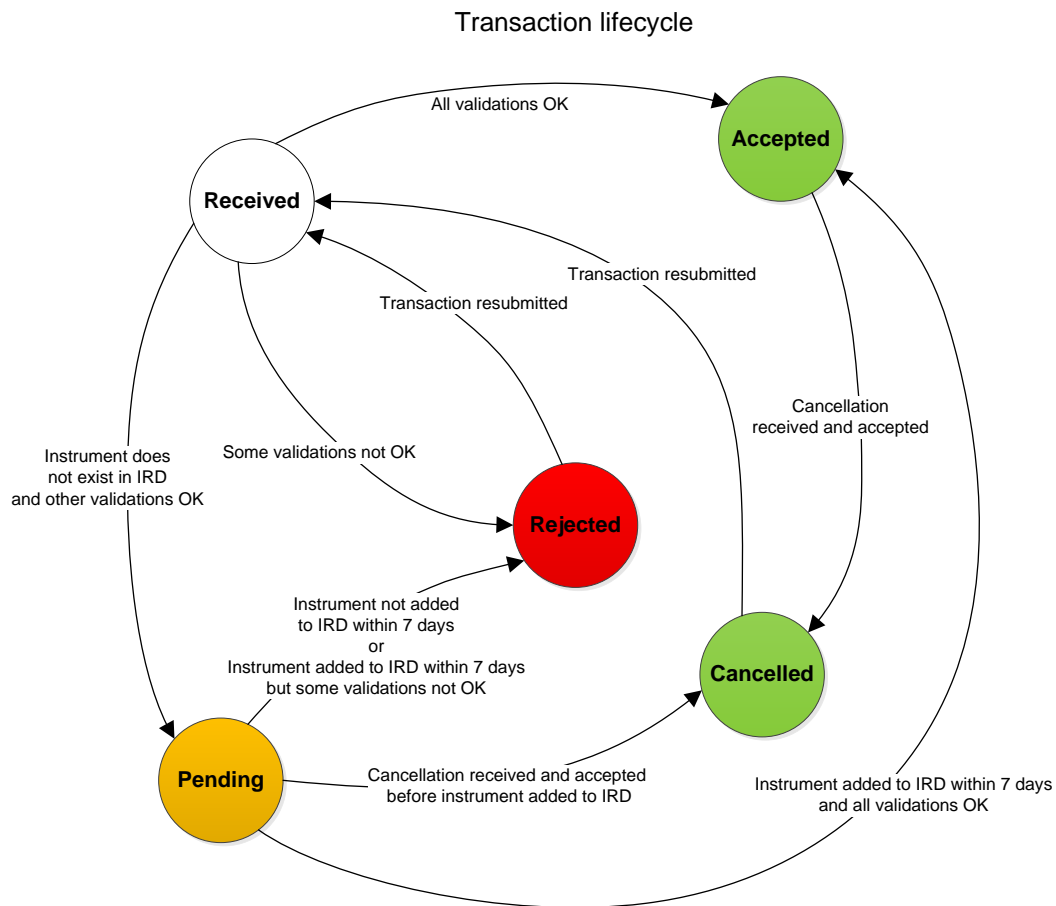 Transaction lifecycle
All validations OK
Accepted
Received
Transaction resubmitted
Transaction resubmitted
Cancellation
received and accepted
Instrument does
not exist in IRD
and other validations OK
Some validations not OK
Rejected
Instrument not added
to IRD within 7 days
or
Instrument added to IRD within 7 days
but some validations not OK
Cancelled
Pending
Cancellation received and accepted
before instrument added to IRD
Instrument added to IRD within 7 days
and all validations OK